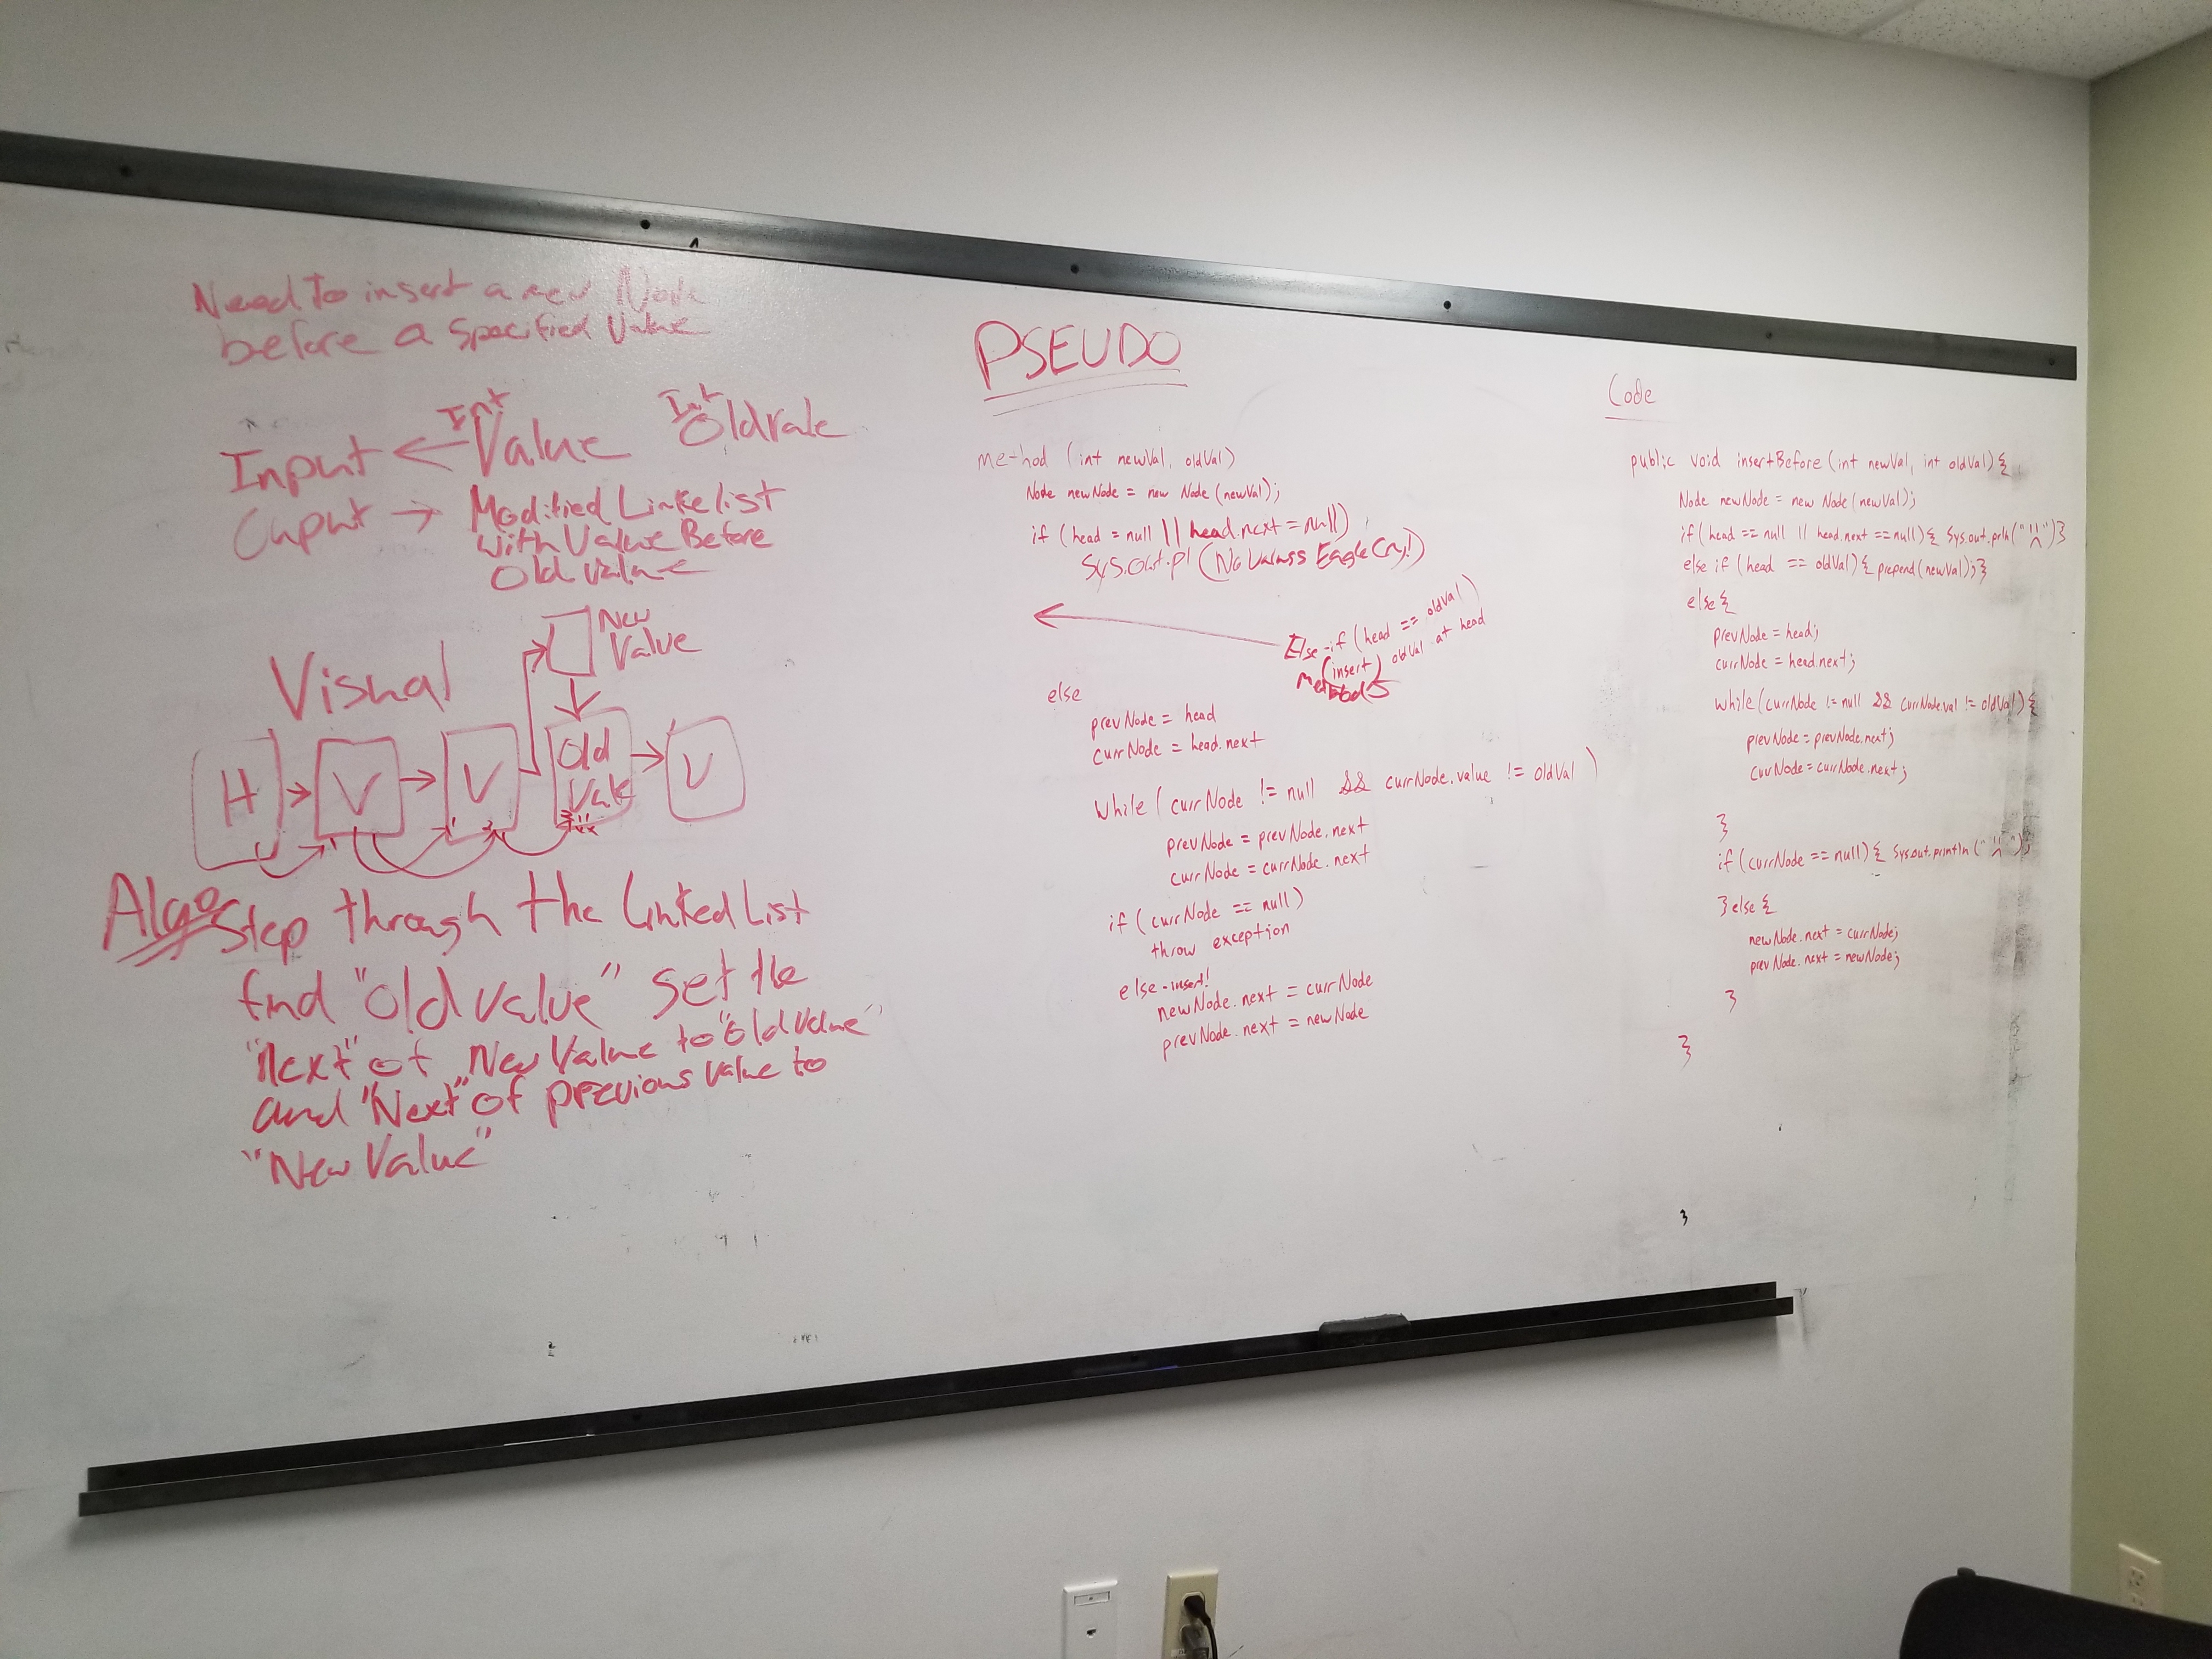 Need To insert a new Node
before a Specified Value
Int Int
Input ← Value Oldvale
Ouput → Modified Linkelist
with Value Before
Old value
New
Value
Visual
H → V → V Old Vale → V
Algo Step through the Linked List
find "old value" set the
"next" of New Value to "old value"
and "Next" of previous value to
"New Value"
PSEUDO
method (int newVal, oldVal)
Node newNode = new Node (newVal);
if (head = null || head.next = null)
Sys.Out.pl (No Values Eagle Cry!)
← Else-if (head == oldVal)
(insert) oldVal at head
Methods
else
prevNode = head
currNode = head.next
while (currNode != null && currNode.value != oldVal)
prevNode = prevNode.next
currNode = currNode.next
if (currNode == null)
throw exception
else-insert!
newNode.next = currNode
prevNode.next = newNode
Code
public void insertBefore (int newVal, int oldVal) {
Node newNode = new Node (newVal);
if (head == null || head.next == null) { Sys.out.prln(" ") }
else if (head == oldVal) { prepend(newVal); }
else {
prevNode = head;
currNode = head.next;
while (currNode != null && currNode.val != oldVal) {
prevNode = prevNode.next;
currNode = currNode.next;
}
if (currNode == null) { Sys.out.println (" ");
} else {
newNode.next = currNode;
prevNode.next = newNode;
}
}
3